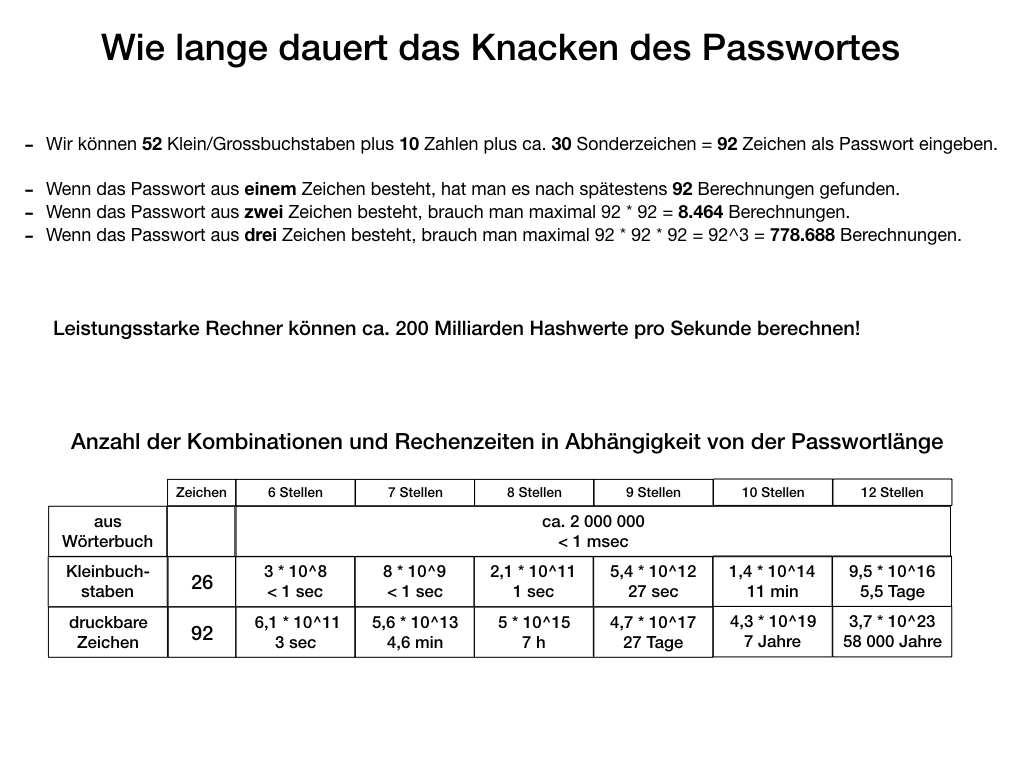 Wie lange dauert das Knacken des Passwortes
- Wir können 52 Klein/Grossbuchstaben plus 10 Zahlen plus ca. 30 Sonderzeichen = 92 Zeichen als Passwort eingeben.
- Wenn das Passwort aus einem Zeichen besteht, hat man es nach spätestens 92 Berechnungen gefunden.
- Wenn das Passwort aus zwei Zeichen besteht, brauch man maximal 92 * 92 = 8.464 Berechnungen.
- Wenn das Passwort aus drei Zeichen besteht, brauch man maximal 92 * 92 * 92 = 92^3 = 778.688 Berechnungen.
Leistungsstarke Rechner können ca. 200 Milliarden Hashwerte pro Sekunde berechnen!
Anzahl der Kombinationen und Rechenzeiten in Abhängigkeit von der Passwortlänge
Zeichen 6 Stellen 7 Stellen 8 Stellen 9 Stellen 10 Stellen 12 Stellen
aus ca. 2 000 000
Wörterbuch < 1 msec
Kleinbuch- 3 * 10^8 8 * 10^9 2,1 * 10^11 5,4 * 10^12 1,4 * 10^14 9,5 * 10^16
staben 26 < 1 sec < 1 sec 1 sec 27 sec 11 min 5,5 Tage
druckbare 6,1 * 10^11 5,6 * 10^13 5 * 10^15 4,7 * 10^17 4,3 * 10^19 3,7 * 10^23
Zeichen 92 3 sec 4,6 min 7 h 27 Tage 7 Jahre 58 000 Jahre